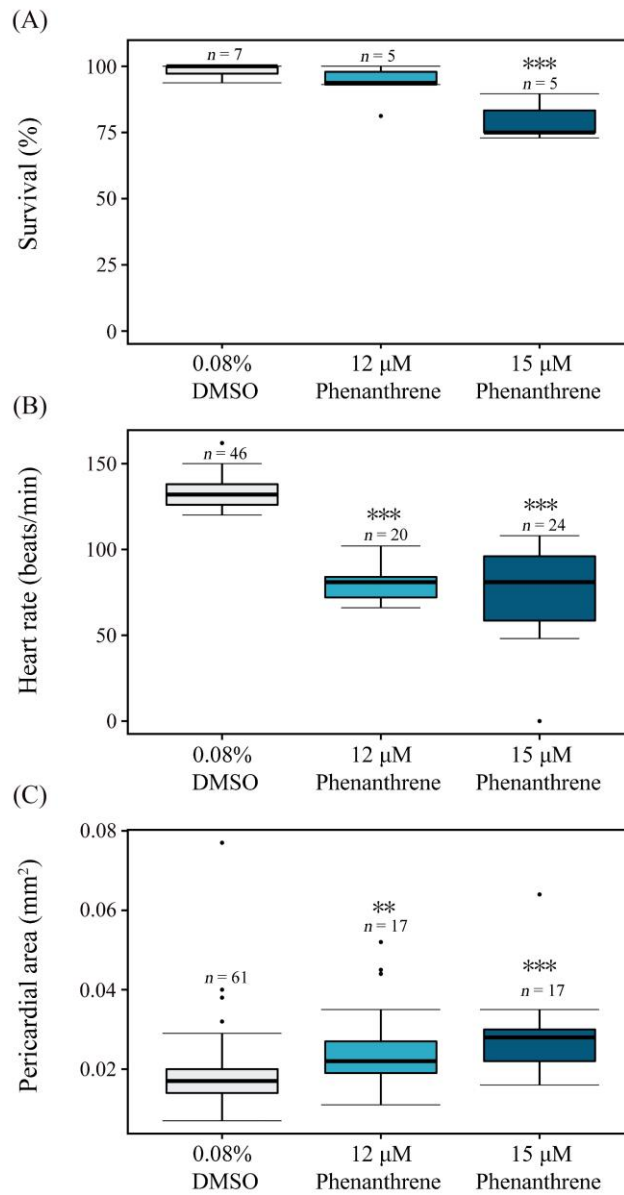 (A)
Survival (%)
100
75
50
25
0
n = 7
n = 5
***
n = 5
0.08%
DMSO
12 μM
Phenanthrene
15 μM
Phenanthrene
(B)
Heart rate (beats/min)
150
100
50
0
n = 46
***
n = 20
***
n = 24
0.08%
DMSO
12 μM
Phenanthrene
15 μM
Phenanthrene
(C)
Pericardial area (mm²)
0.08
0.06
0.04
0.02
n = 61
**
n = 17
***
n = 17
0.08%
DMSO
12 μM
Phenanthrene
15 μM
Phenanthrene